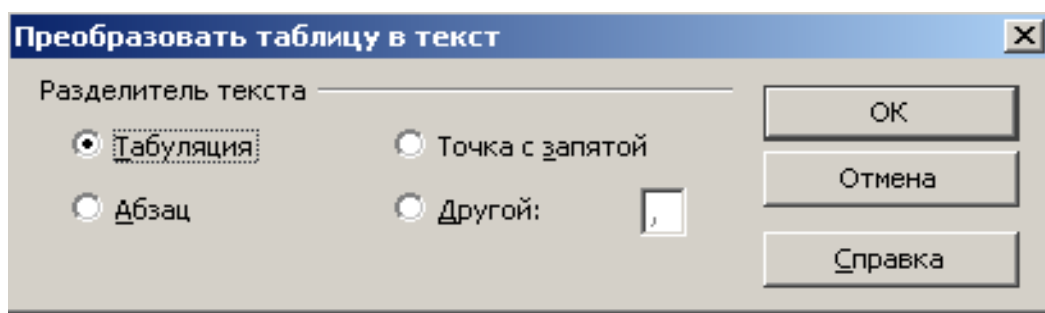 Преобразовать таблицу в текст
Разделитель текста
Табуляция
Точка с запятой
Абзац
Другой: ,
ОК
Отмена
Справка